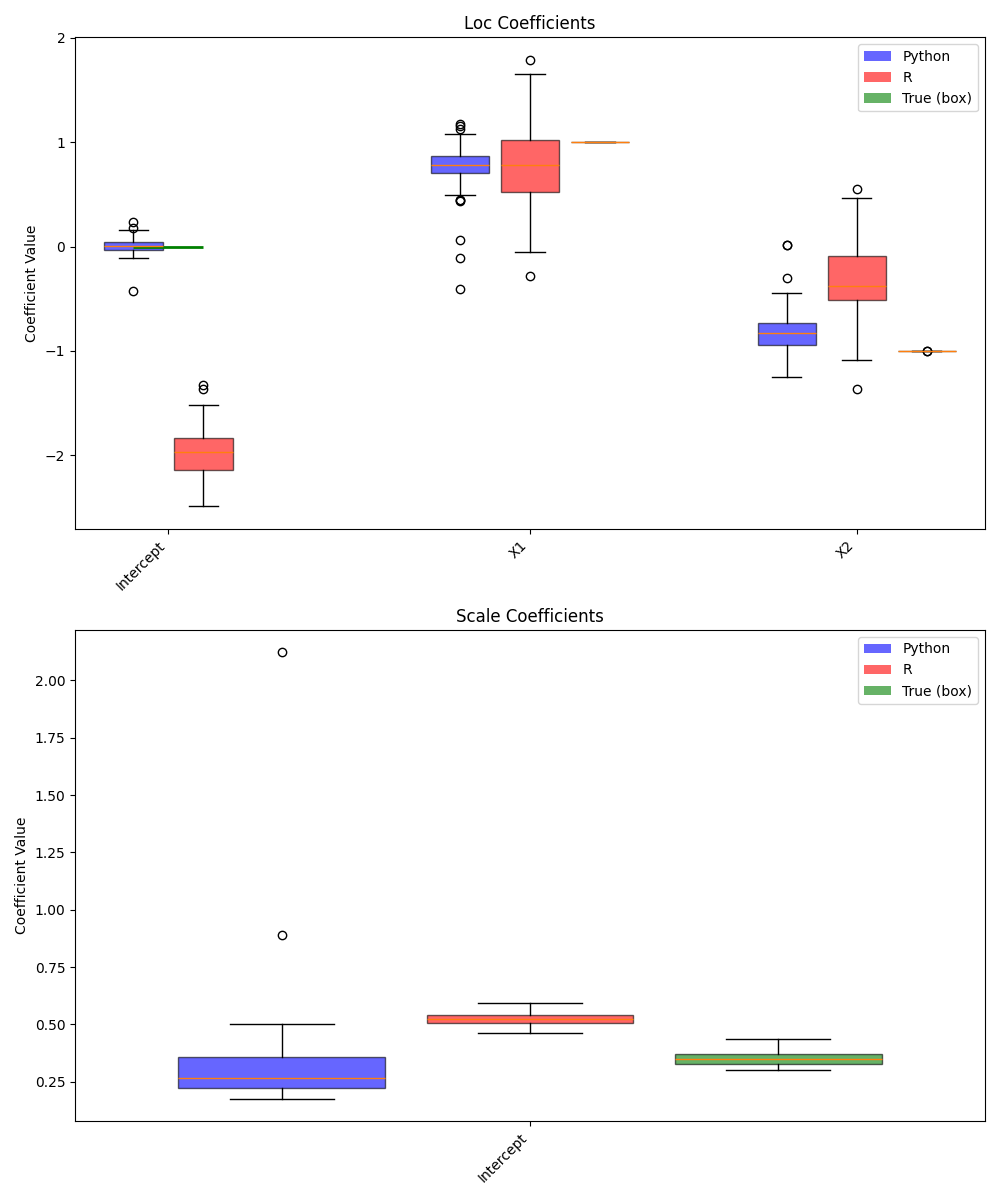 Loc Coefficients
2
1
0
−1
−2
Coefficient Value
Python
R
True (box)
Intercept
X1
X2
Scale Coefficients
2.00
1.75
1.50
1.25
1.00
0.75
0.50
0.25
Coefficient Value
Python
R
True (box)
Intercept